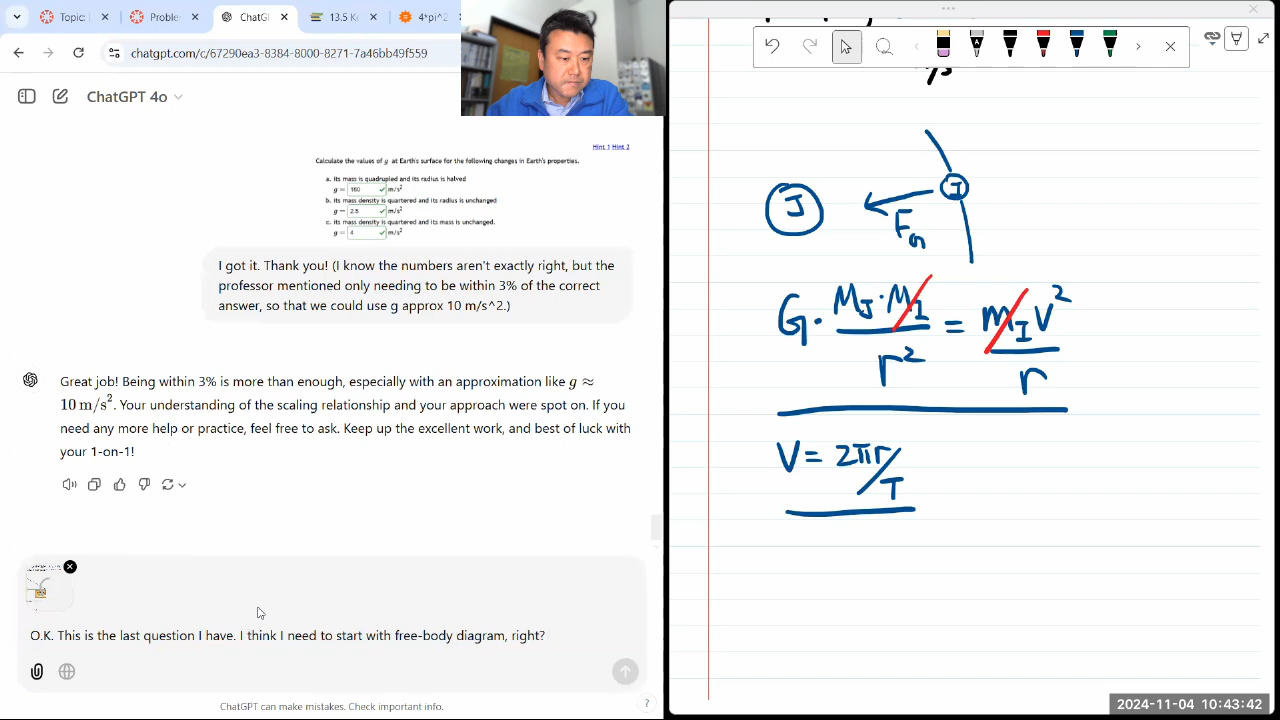 Topic:
Proble
ChatG
13.5 Ke
4*pi^2
chatgpt.com/c/
ChatGPT 4o
Hint 1 Hint 2
Calculate the values of g at Earth's surface for the following changes in Earth's properties.
a. its mass is quadrupled and its radius is halved
g = 160 m/s²
b. its mass density is quartered and its radius is unchanged
g = 2.5 m/s²
c. its mass density is quartered and its mass is unchanged.
g = 4 m/s²
I got it. Thank you! (I know the numbers aren't exactly right, but the
professor mentioned only needing to be within 3% of the correct
answer, so that we could use g approx 10 m/s^2.)
Great job! Being within 3% is more than enough, especially with an approximation like g ≈
10 m/s². Your understanding of the scaling relationship and your approach were spot on. If you
need any more help or practice, feel free to ask. Keep up the excellent work, and best of luck with
your 1-on-1!
O.K. This is the last question I have. I think I need to start with free-body diagram, right?
ChatGPT can make mistakes. Check important info.
?
A
J
I
F_G
G · M_J · M_I / r² = m_I v² / r
V = 2πr/T
2024-11-04 10:43:42